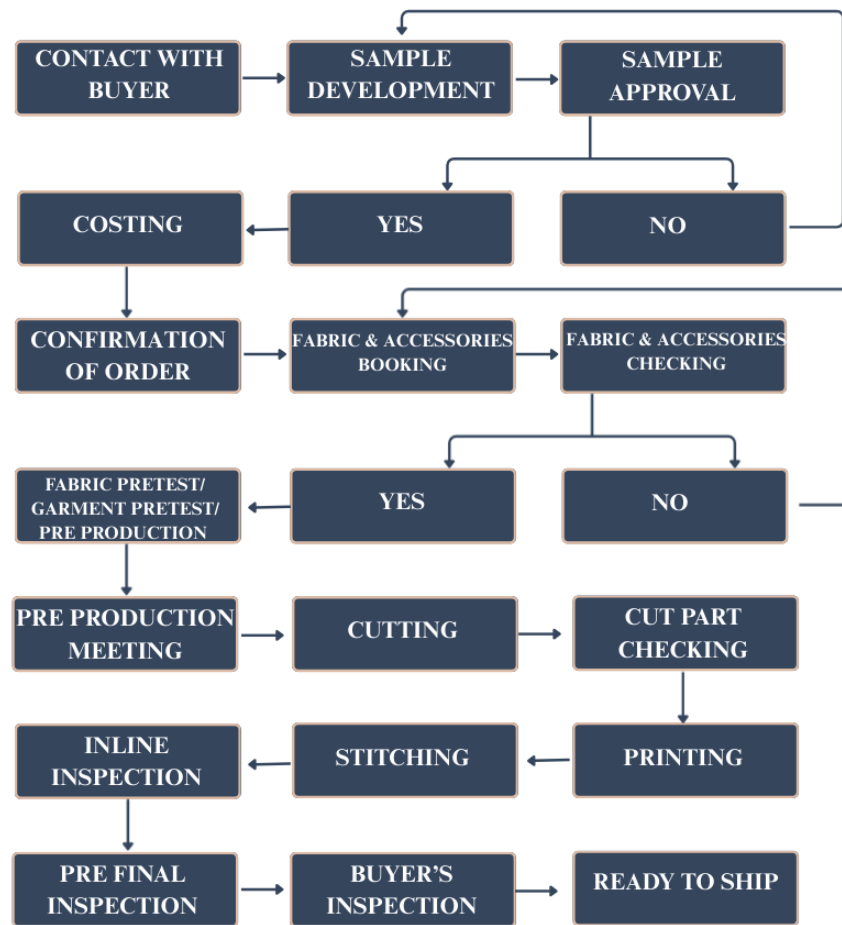 CONTACT WITH
BUYER
SAMPLE
DEVELOPMENT
SAMPLE
APPROVAL
COSTING
YES
NO
CONFIRMATION
OF ORDER
FABRIC & ACCESSORIES
BOOKING
FABRIC & ACCESSORIES
CHECKING
FABRIC PRETEST/
GARMENT PRETEST/
PRE PRODUCTION
YES
NO
PRE PRODUCTION
MEETING
CUTTING
CUT PART
CHECKING
INLINE
INSPECTION
STITCHING
PRINTING
PRE FINAL
INSPECTION
BUYER’S
INSPECTION
READY TO SHIP